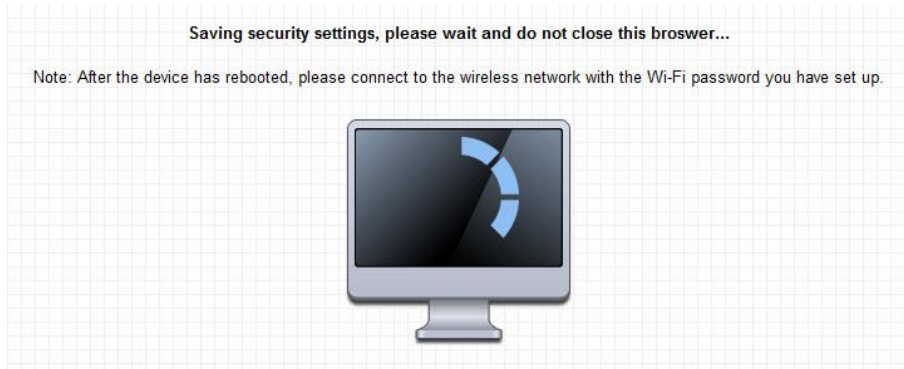 Saving security settings, please wait and do not close this broswer...
Note: After the device has rebooted, please connect to the wireless network with the Wi-Fi password you have set up.